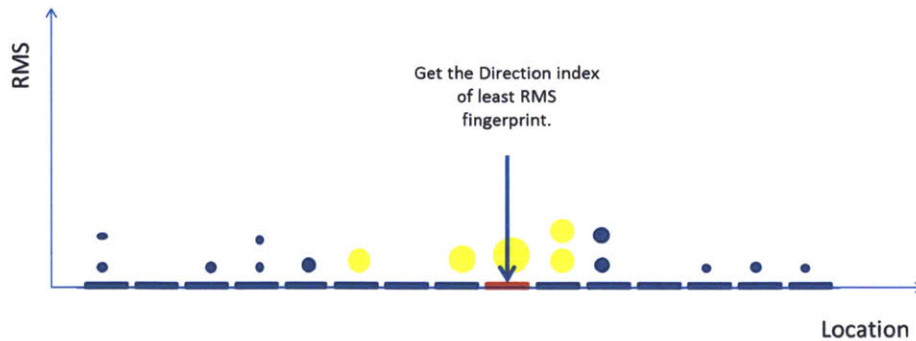 RMS
Get the Direction index
of least RMS
fingerprint.
Location